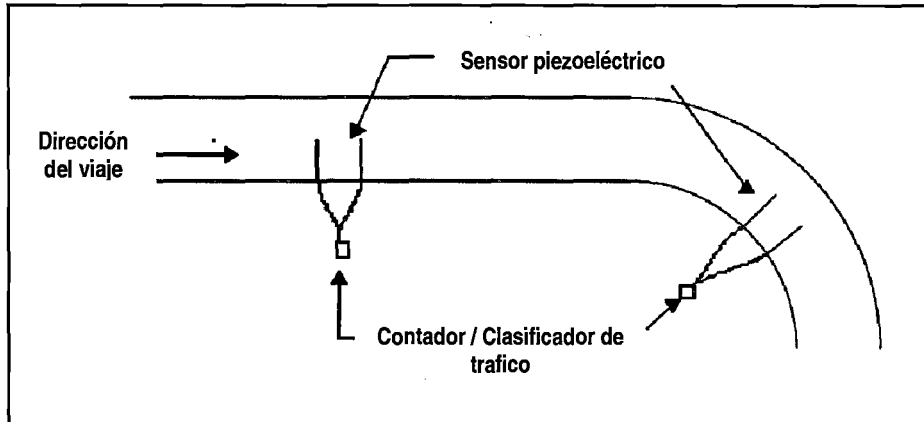 Sensor piezoeléctrico
Dirección
del viaje
Contador / Clasificador de
trafico